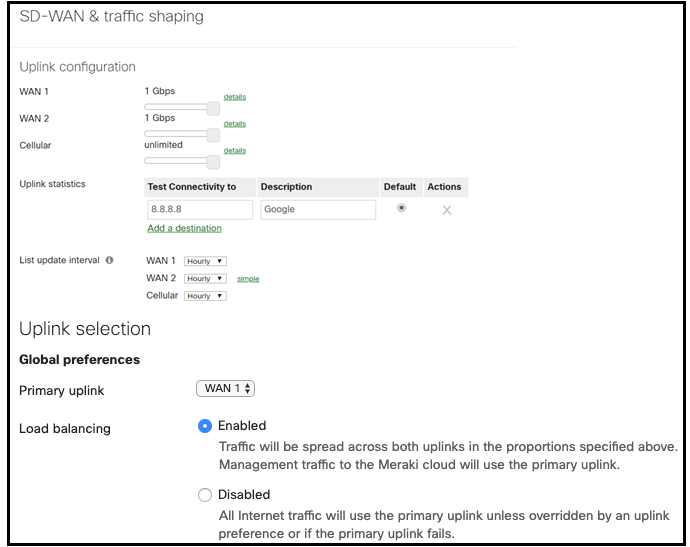 SD-WAN & traffic shaping
Uplink configuration
WAN 1 1 Gbps details
WAN 2 1 Gbps details
Cellular unlimited details
Uplink statistics Test Connectivity to Description Default Actions
8.8.8.8 Google X
Add a destination
List update interval i WAN 1 Hourly
WAN 2 Hourly simple
Cellular Hourly
Uplink selection
Global preferences
Primary uplink WAN 1
Load balancing Enabled
Traffic will be spread across both uplinks in the proportions specified above.
Management traffic to the Meraki cloud will use the primary uplink.
Disabled
All Internet traffic will use the primary uplink unless overridden by an uplink
preference or if the primary uplink fails.